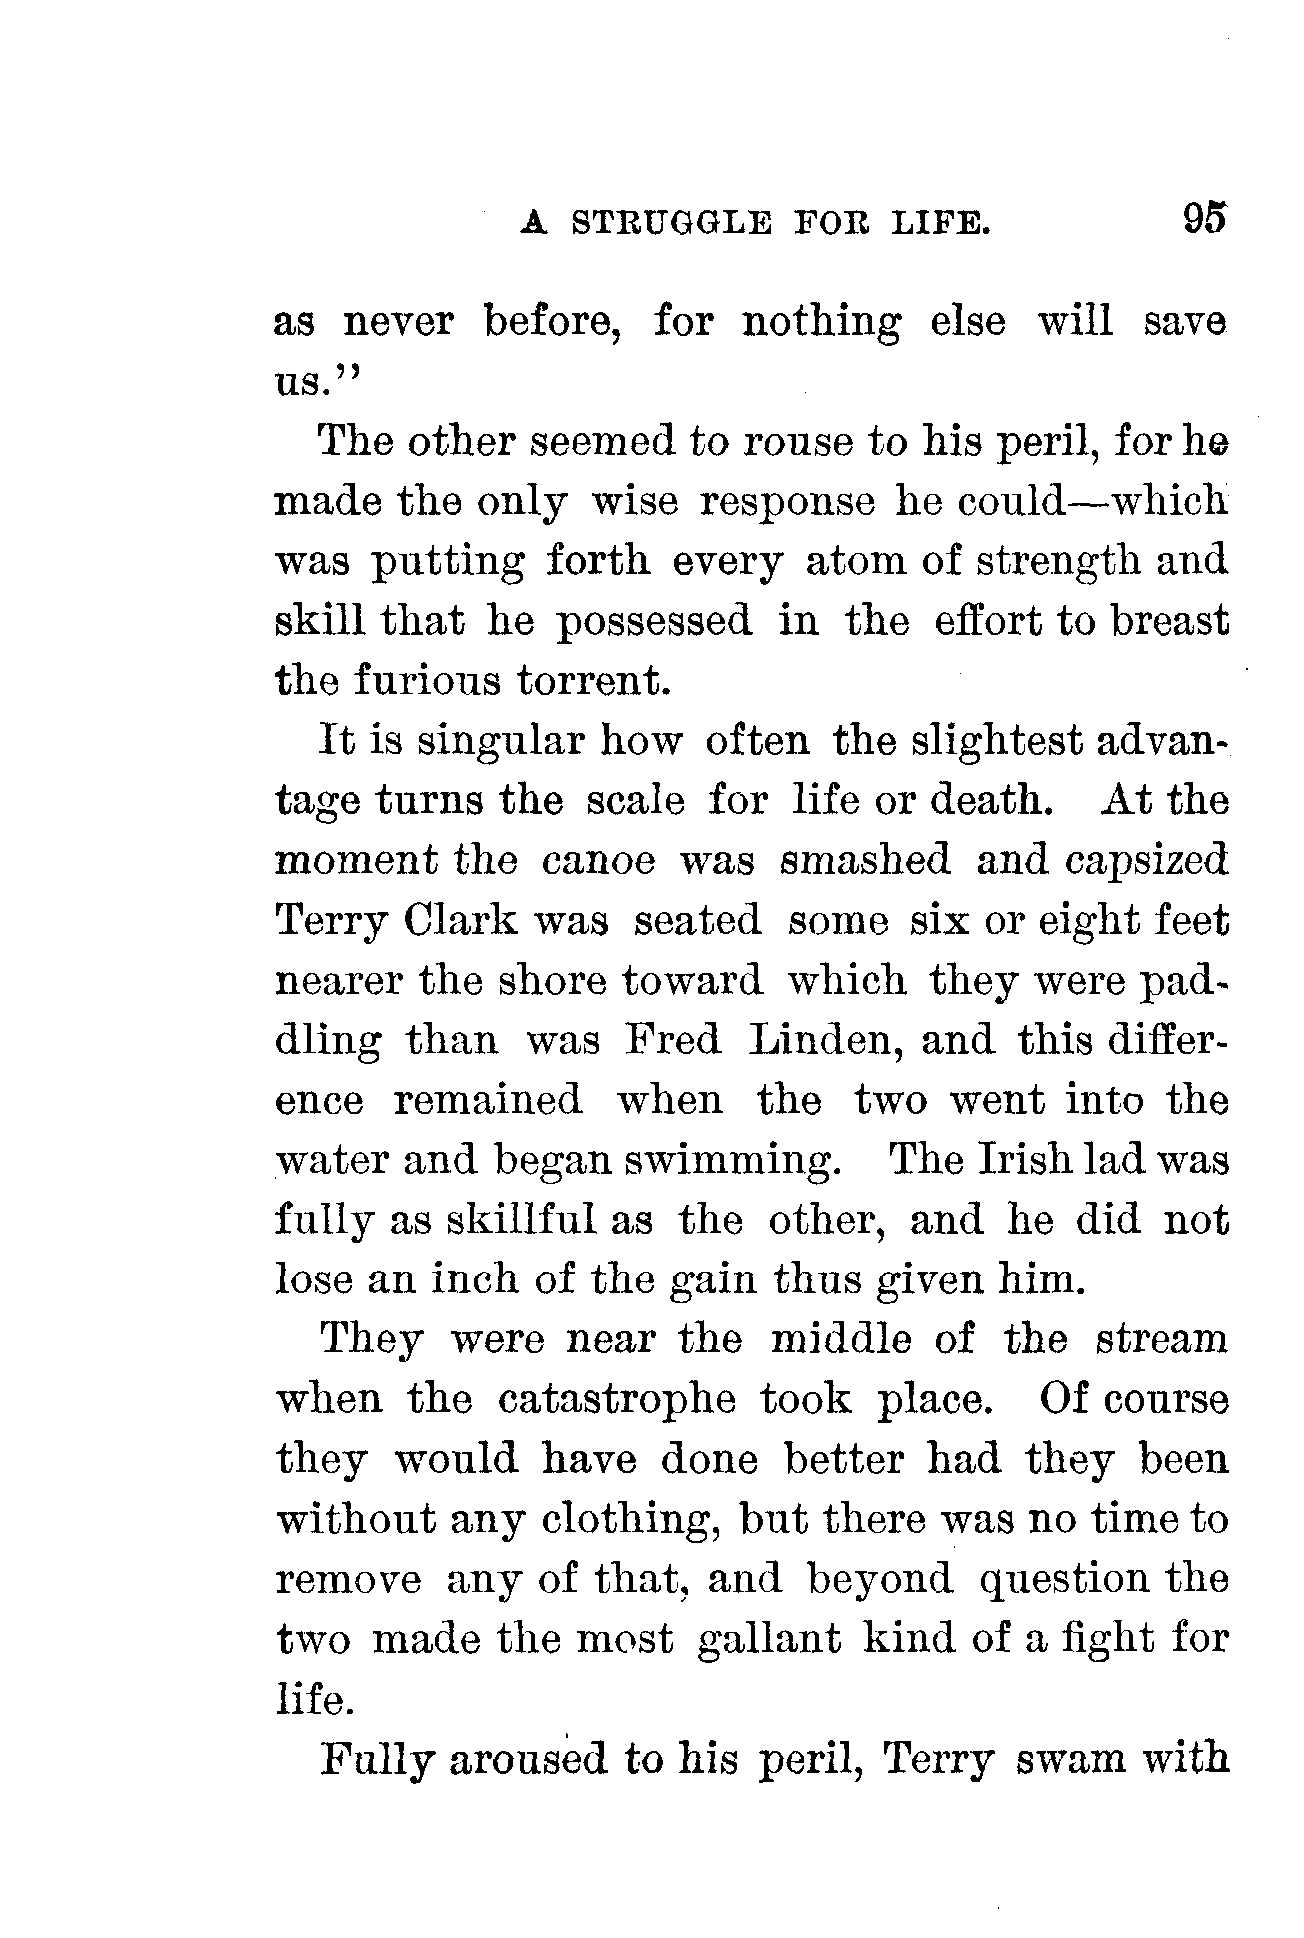 A STRUGGLE FOR LIFE. 95
as never before, for nothing else will save
us."
The other seemed to rouse to his peril, for he
made the only wise response he could—which
was putting forth every atom of strength and
skill that he possessed in the effort to breast
the furious torrent.
It is singular how often the slightest advan-
tage turns the scale for life or death. At the
moment the canoe was smashed and capsized
Terry Clark was seated some six or eight feet
nearer the shore toward which they were pad-
dling than was Fred Linden, and this differ-
ence remained when the two went into the
water and began swimming. The Irish lad was
fully as skillful as the other, and he did not
lose an inch of the gain thus given him.
They were near the middle of the stream
when the catastrophe took place. Of course
they would have done better had they been
without any clothing, but there was no time to
remove any of that, and beyond question the
two made the most gallant kind of a fight for
life.
Fully aroused to his peril, Terry swam with